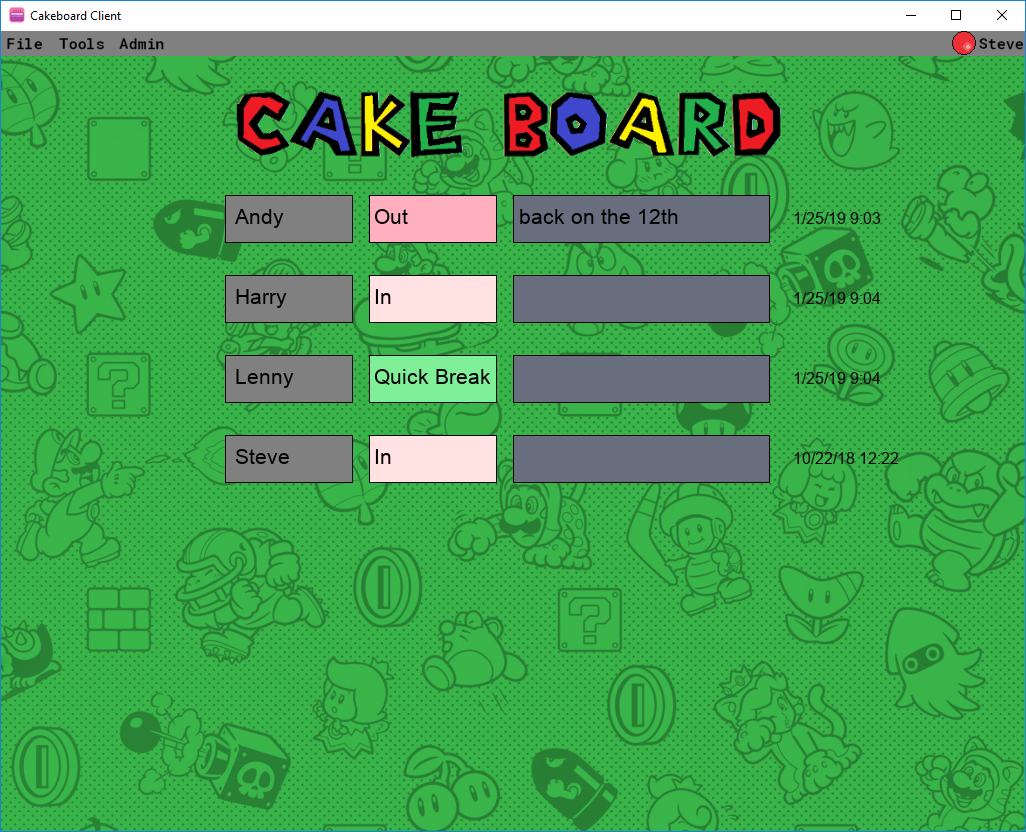 Cakeboard Client
File Tools Admin Steve
CAKE BOARD
Andy Out back on the 12th 1/25/19 9:03
Harry In 1/25/19 9:04
Lenny Quick Break 1/25/19 9:04
Steve In 10/22/18 12:22